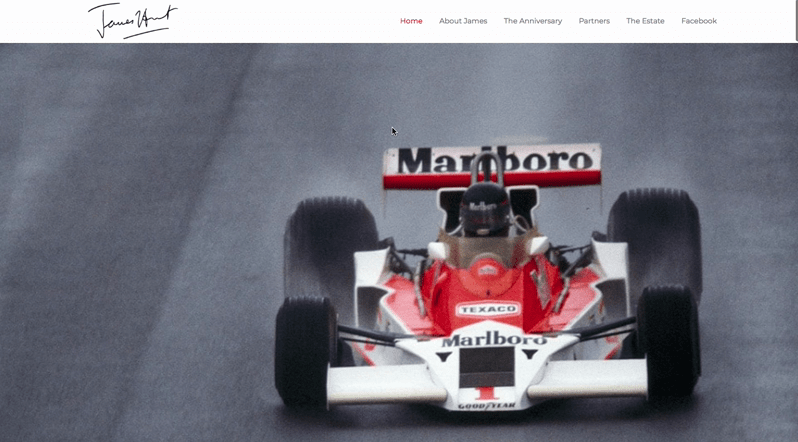 James Hunt
Home About James The Anniversary Partners The Estate Facebook
Marlboro
Marlboro
TEXACO
Marlboro
1
GOODYEAR